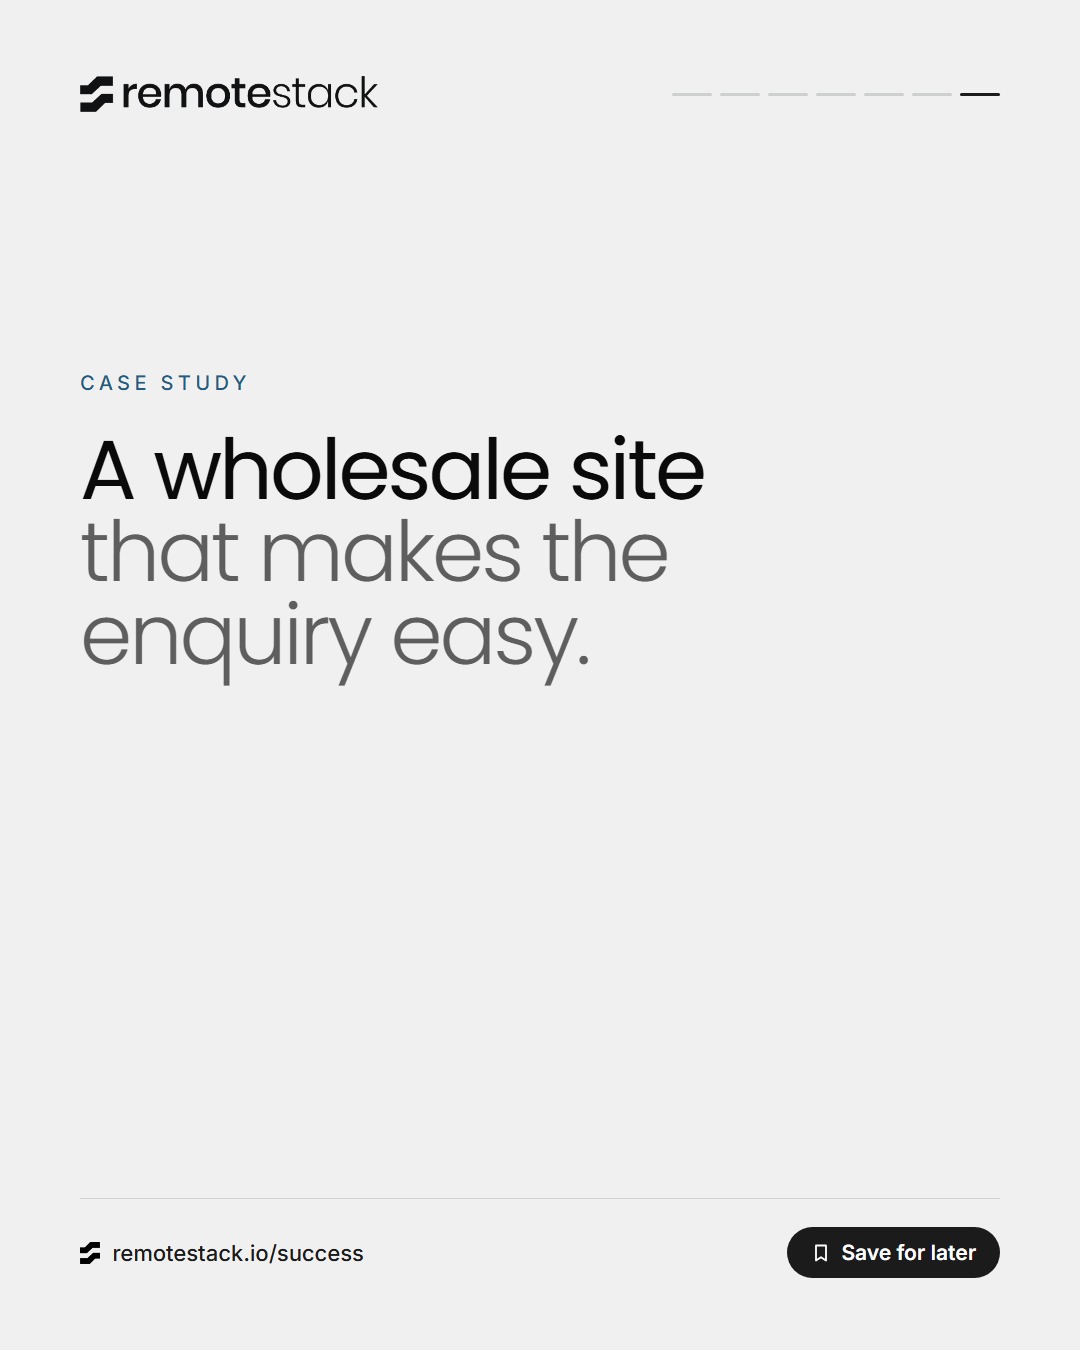 remotestack
CASE STUDY
A wholesale site
that makes the
enquiry easy.
remotestack.io/success
Save for later